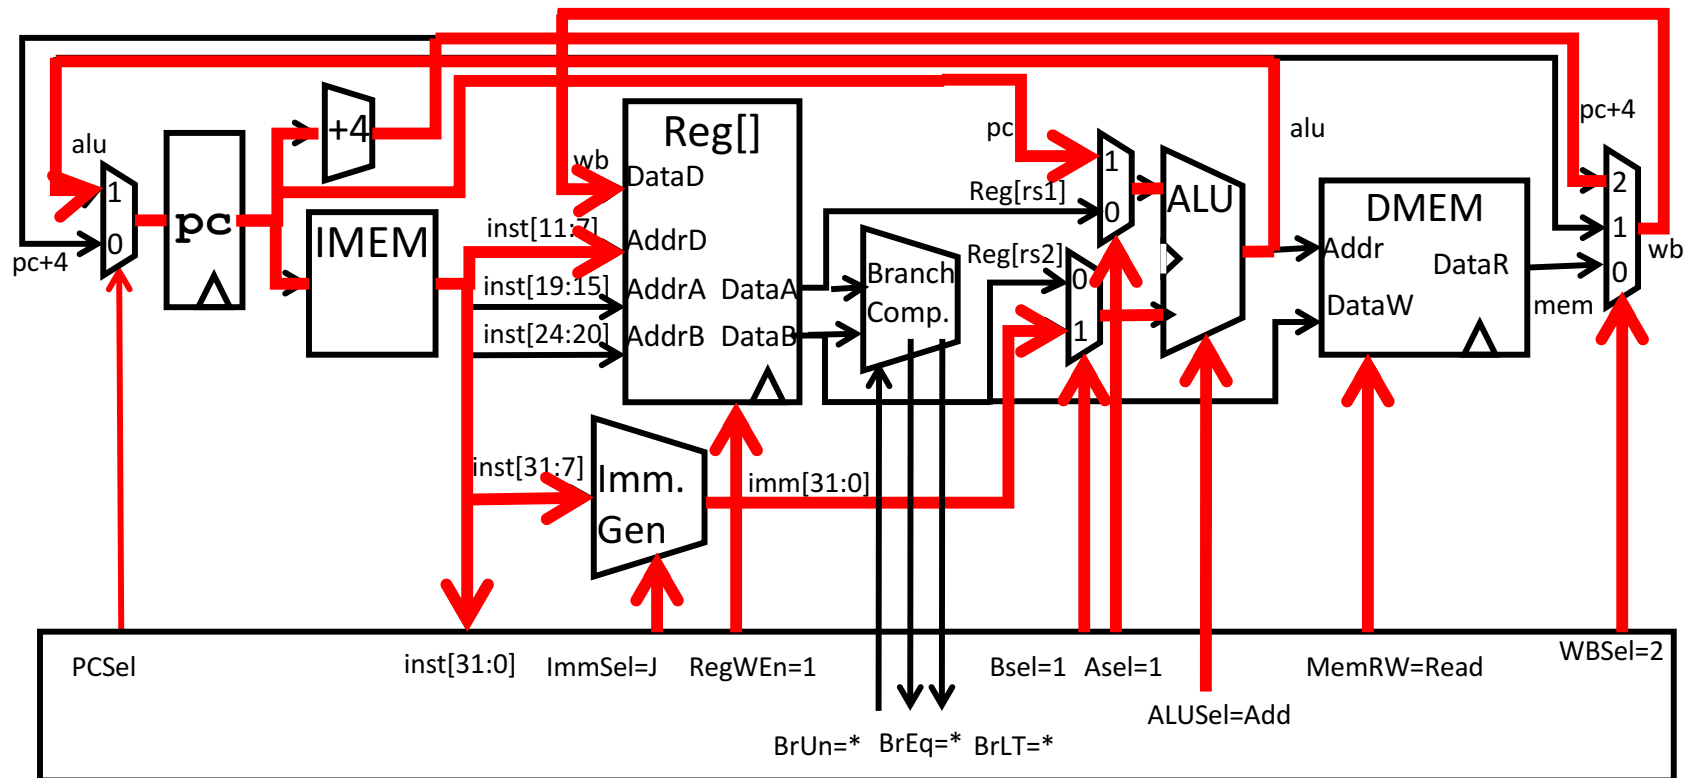 alu
1
0
pc+4
pc
+4
IMEM
Reg[]
wb
DataD
inst[11:7]
AddrD
inst[19:15]
AddrA
DataA
inst[24:20]
AddrB
DataB
inst[31:7]
Imm.
Gen
imm[31:0]
Branch
Comp.
pc
Reg[rs1]
1
0
Reg[rs2]
0
1
ALU
alu
DMEM
Addr
DataR
DataW
mem
pc+4
2
1
0
wb
PCSel
inst[31:0]
ImmSel=J
RegWEn=1
Bsel=1
Asel=1
MemRW=Read
WBSel=2
ALUSel=Add
BrUn=*
BrEq=*
BrLT=*